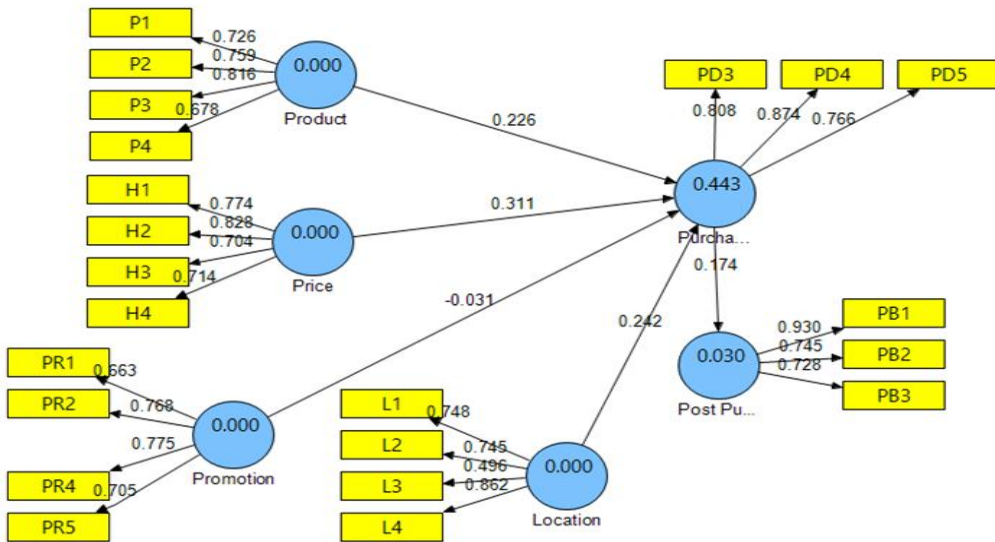 P1
0.726
P2
0.759
P3
0.816
P4
0.678
0.000
Product
0.226
H1
0.774
H2
0.828
H3
0.704
H4
0.714
0.000
Price
0.311
PR1
0.663
PR2
0.768
PR4
0.775
PR5
0.705
0.000
Promotion
-0.031
L1
0.748
L2
0.745
L3
0.496
L4
0.862
0.000
Location
0.242
PD3
PD4
PD5
0.808
0.874
0.766
0.443
Purcha...
0.174
0.030
Post Pu...
PB1
0.930
PB2
0.745
PB3
0.728